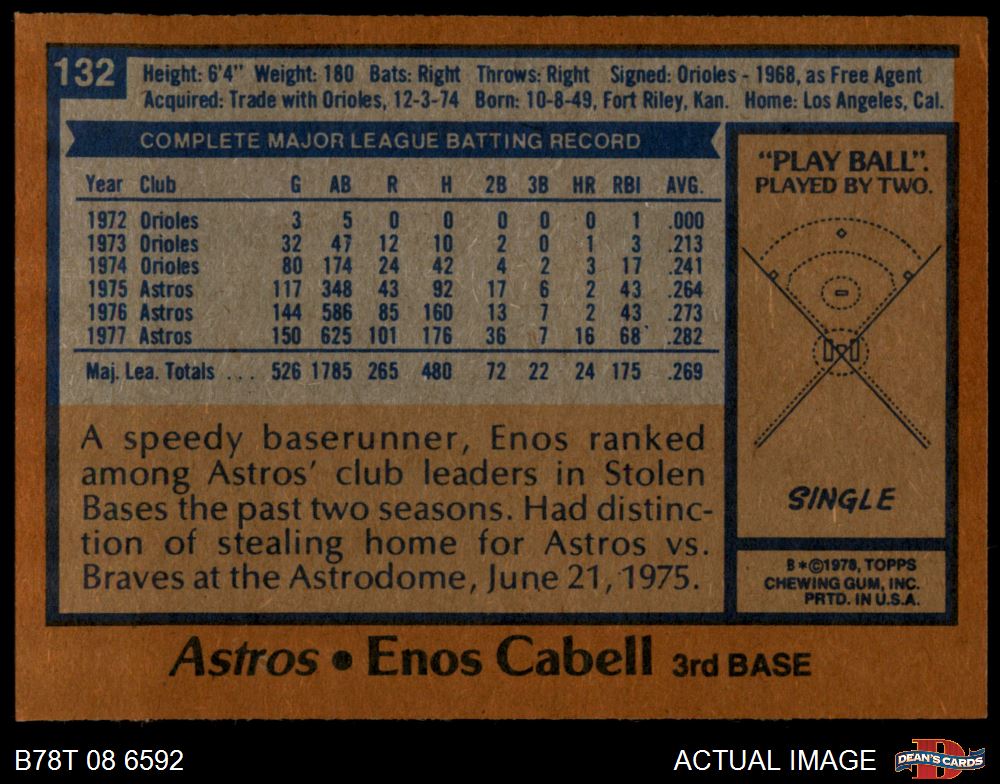 132
Height: 6'4" Weight: 180 Bats: Right Throws: Right Signed: Orioles - 1968, as Free Agent
Acquired: Trade with Orioles, 12-3-74 Born: 10-8-49, Fort Riley, Kan. Home: Los Angeles, Cal.
COMPLETE MAJOR LEAGUE BATTING RECORD
Year Club G AB R H 2B 3B HR RBI AVG.
1972 Orioles 3 5 0 0 0 0 0 1 .000
1973 Orioles 32 47 12 10 2 0 1 3 .213
1974 Orioles 80 174 24 42 4 2 3 17 .241
1975 Astros 117 348 43 92 17 6 2 43 .264
1976 Astros 144 586 85 160 13 7 2 43 .273
1977 Astros 150 625 101 176 36 7 16 68 .282
Maj. Lea. Totals ... 526 1785 265 480 72 22 24 175 .269
A speedy baserunner, Enos ranked
among Astros' club leaders in Stolen
Bases the past two seasons. Had distinc-
tion of stealing home for Astros vs.
Braves at the Astrodome, June 21, 1975.
"PLAY BALL".
PLAYED BY TWO.
SINGLE
B*©1978, TOPPS
CHEWING GUM, INC.
PRTD. IN U.S.A.
Astros • Enos Cabell 3rd BASE
B78T 08 6592
ACTUAL IMAGE
DEAN'S CARDS